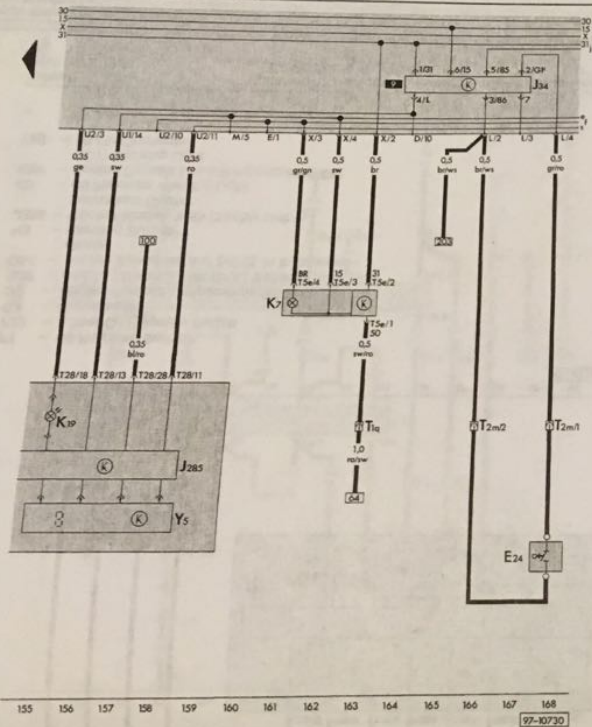 30 30
15 15
X X
31 31
1/31 6/15 5/85 2/GF
9 K J34
4/L 3/86 7
U2/3 U1/14 U2/10 U2/11 M/5 E/1 X/3 X/4 X/2 D/10 L/2 L/3 L/4
0,35 0,35 0,35 0,5 0,5 0,5 0,5 0,5 0,5
ge sw ro gr/gn sw br br/ws br/ws gr/ro
100 203
BR 15 31
T5e/4 T5e/3 T5e/2
K7 K
T5e/1
50
0,35 0,5
bl/ro sw/ro
T28/18 T28/13 T28/28 T28/11
K19 T1q T2m/2 T2m/1
1,0
ro/sw
K J285
64
8 K Y5
E24
155 156 157 158 159 160 161 162 163 164 165 166 167 168
97-10730